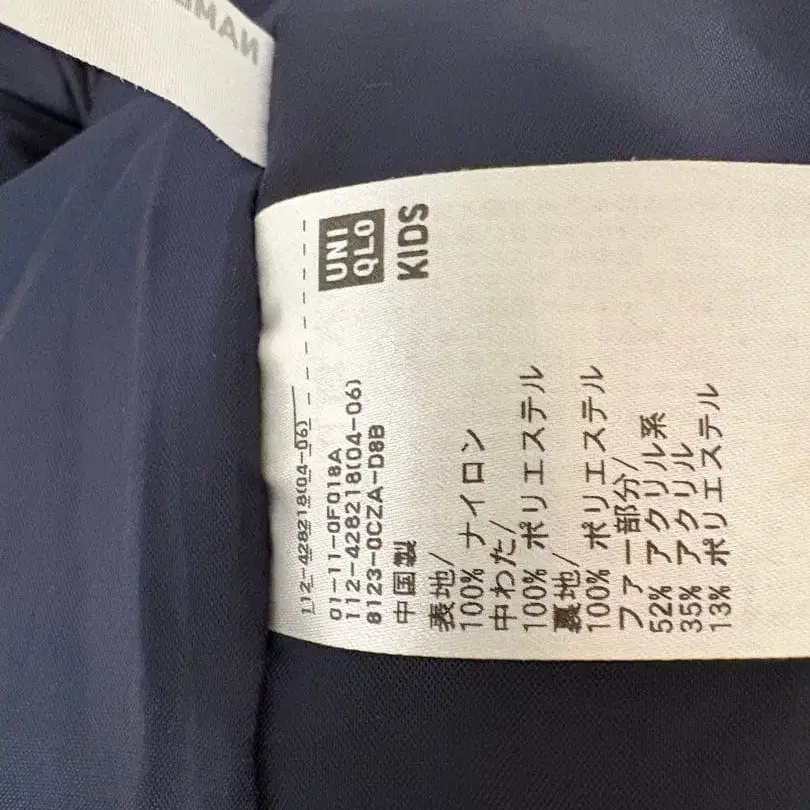 UNI
QLO
KIDS
112-428218(04-06)
01-11-0F018A
112-428218(04-06)
8123-0CZA-D8B
中国製
表地/
100% ナイロン
中わた/
100% ポリエステル
裏地/
100% ポリエステル
ファー部分/
52% アクリル系
35% アクリル
13% ポリエステル